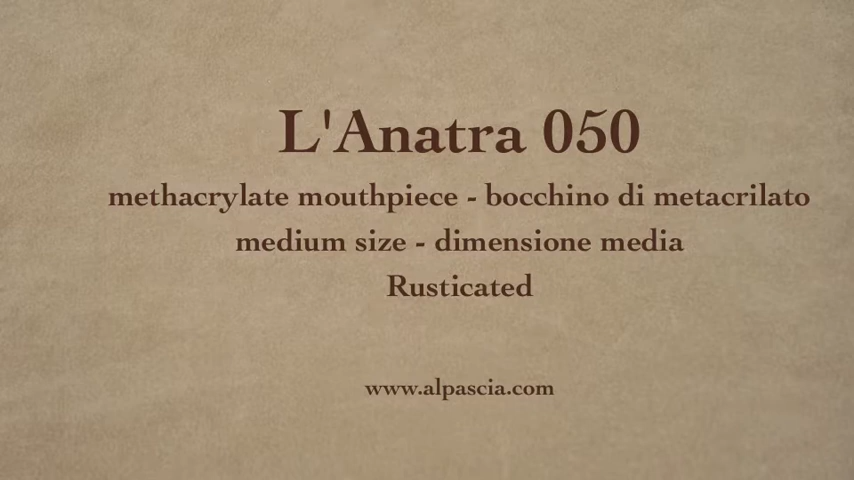 L'Anatra 050
methacrylate mouthpiece - bocchino di metacrilato
medium size - dimensione media
Rusticated
www.alpascia.com